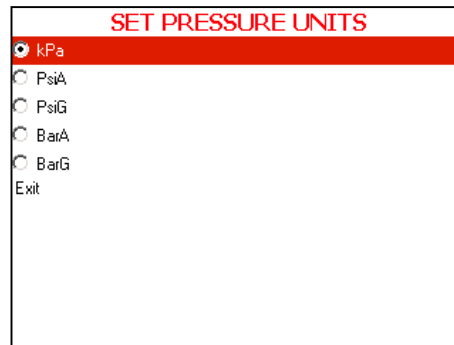 SET PRESSURE UNITS
kPa
PsiA
PsiG
BarA
BarG
Exit